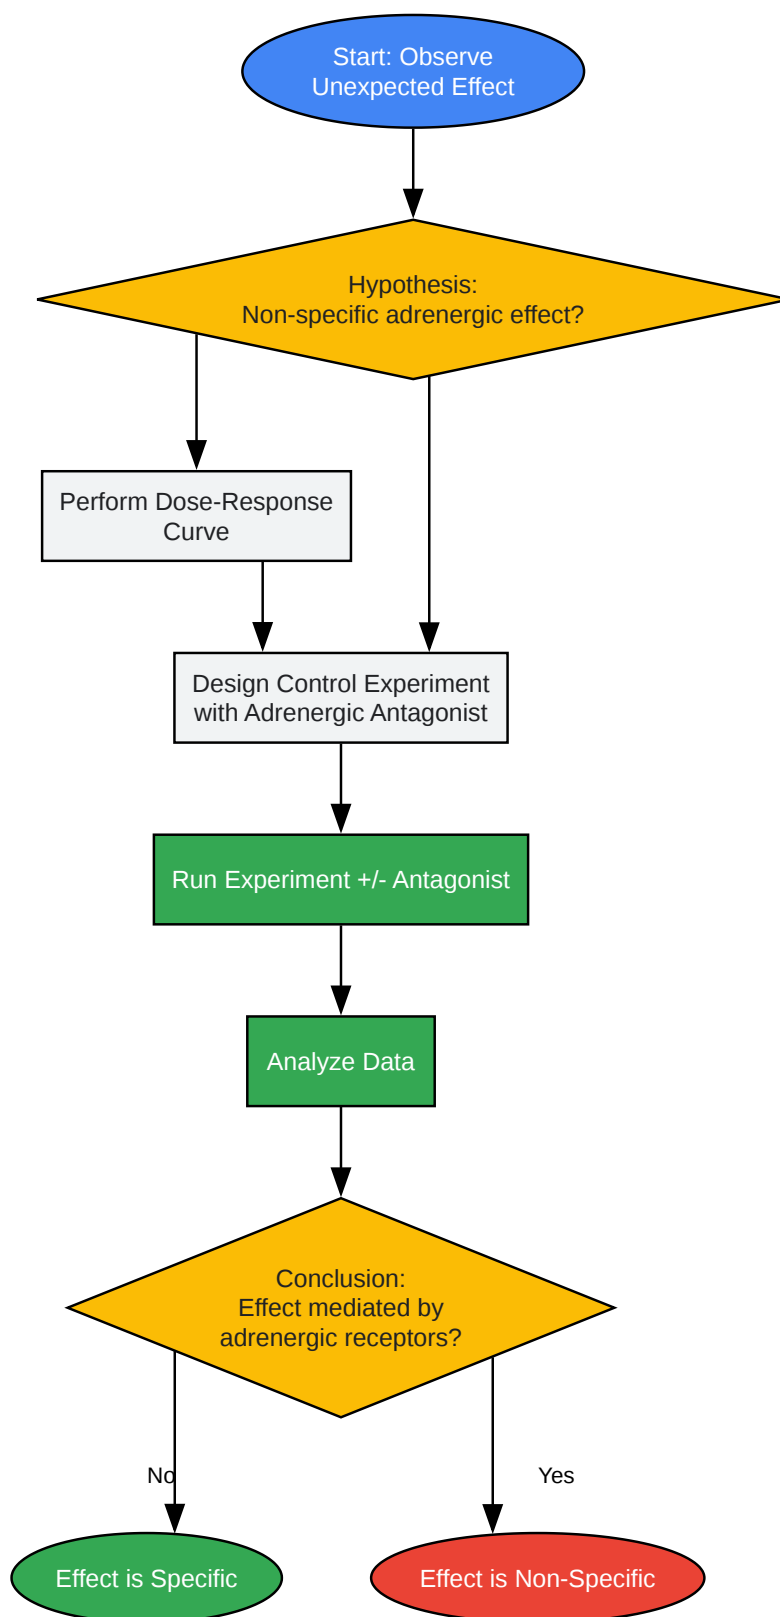 Start: Observe
Unexpected Effect
Hypothesis:
Non-specific adrenergic effect?
Perform Dose-Response
Curve
Design Control Experiment
with Adrenergic Antagonist
Run Experiment +/- Antagonist
Analyze Data
Conclusion:
Effect mediated by
adrenergic receptors?
No
Yes
Effect is Specific
Effect is Non-Specific